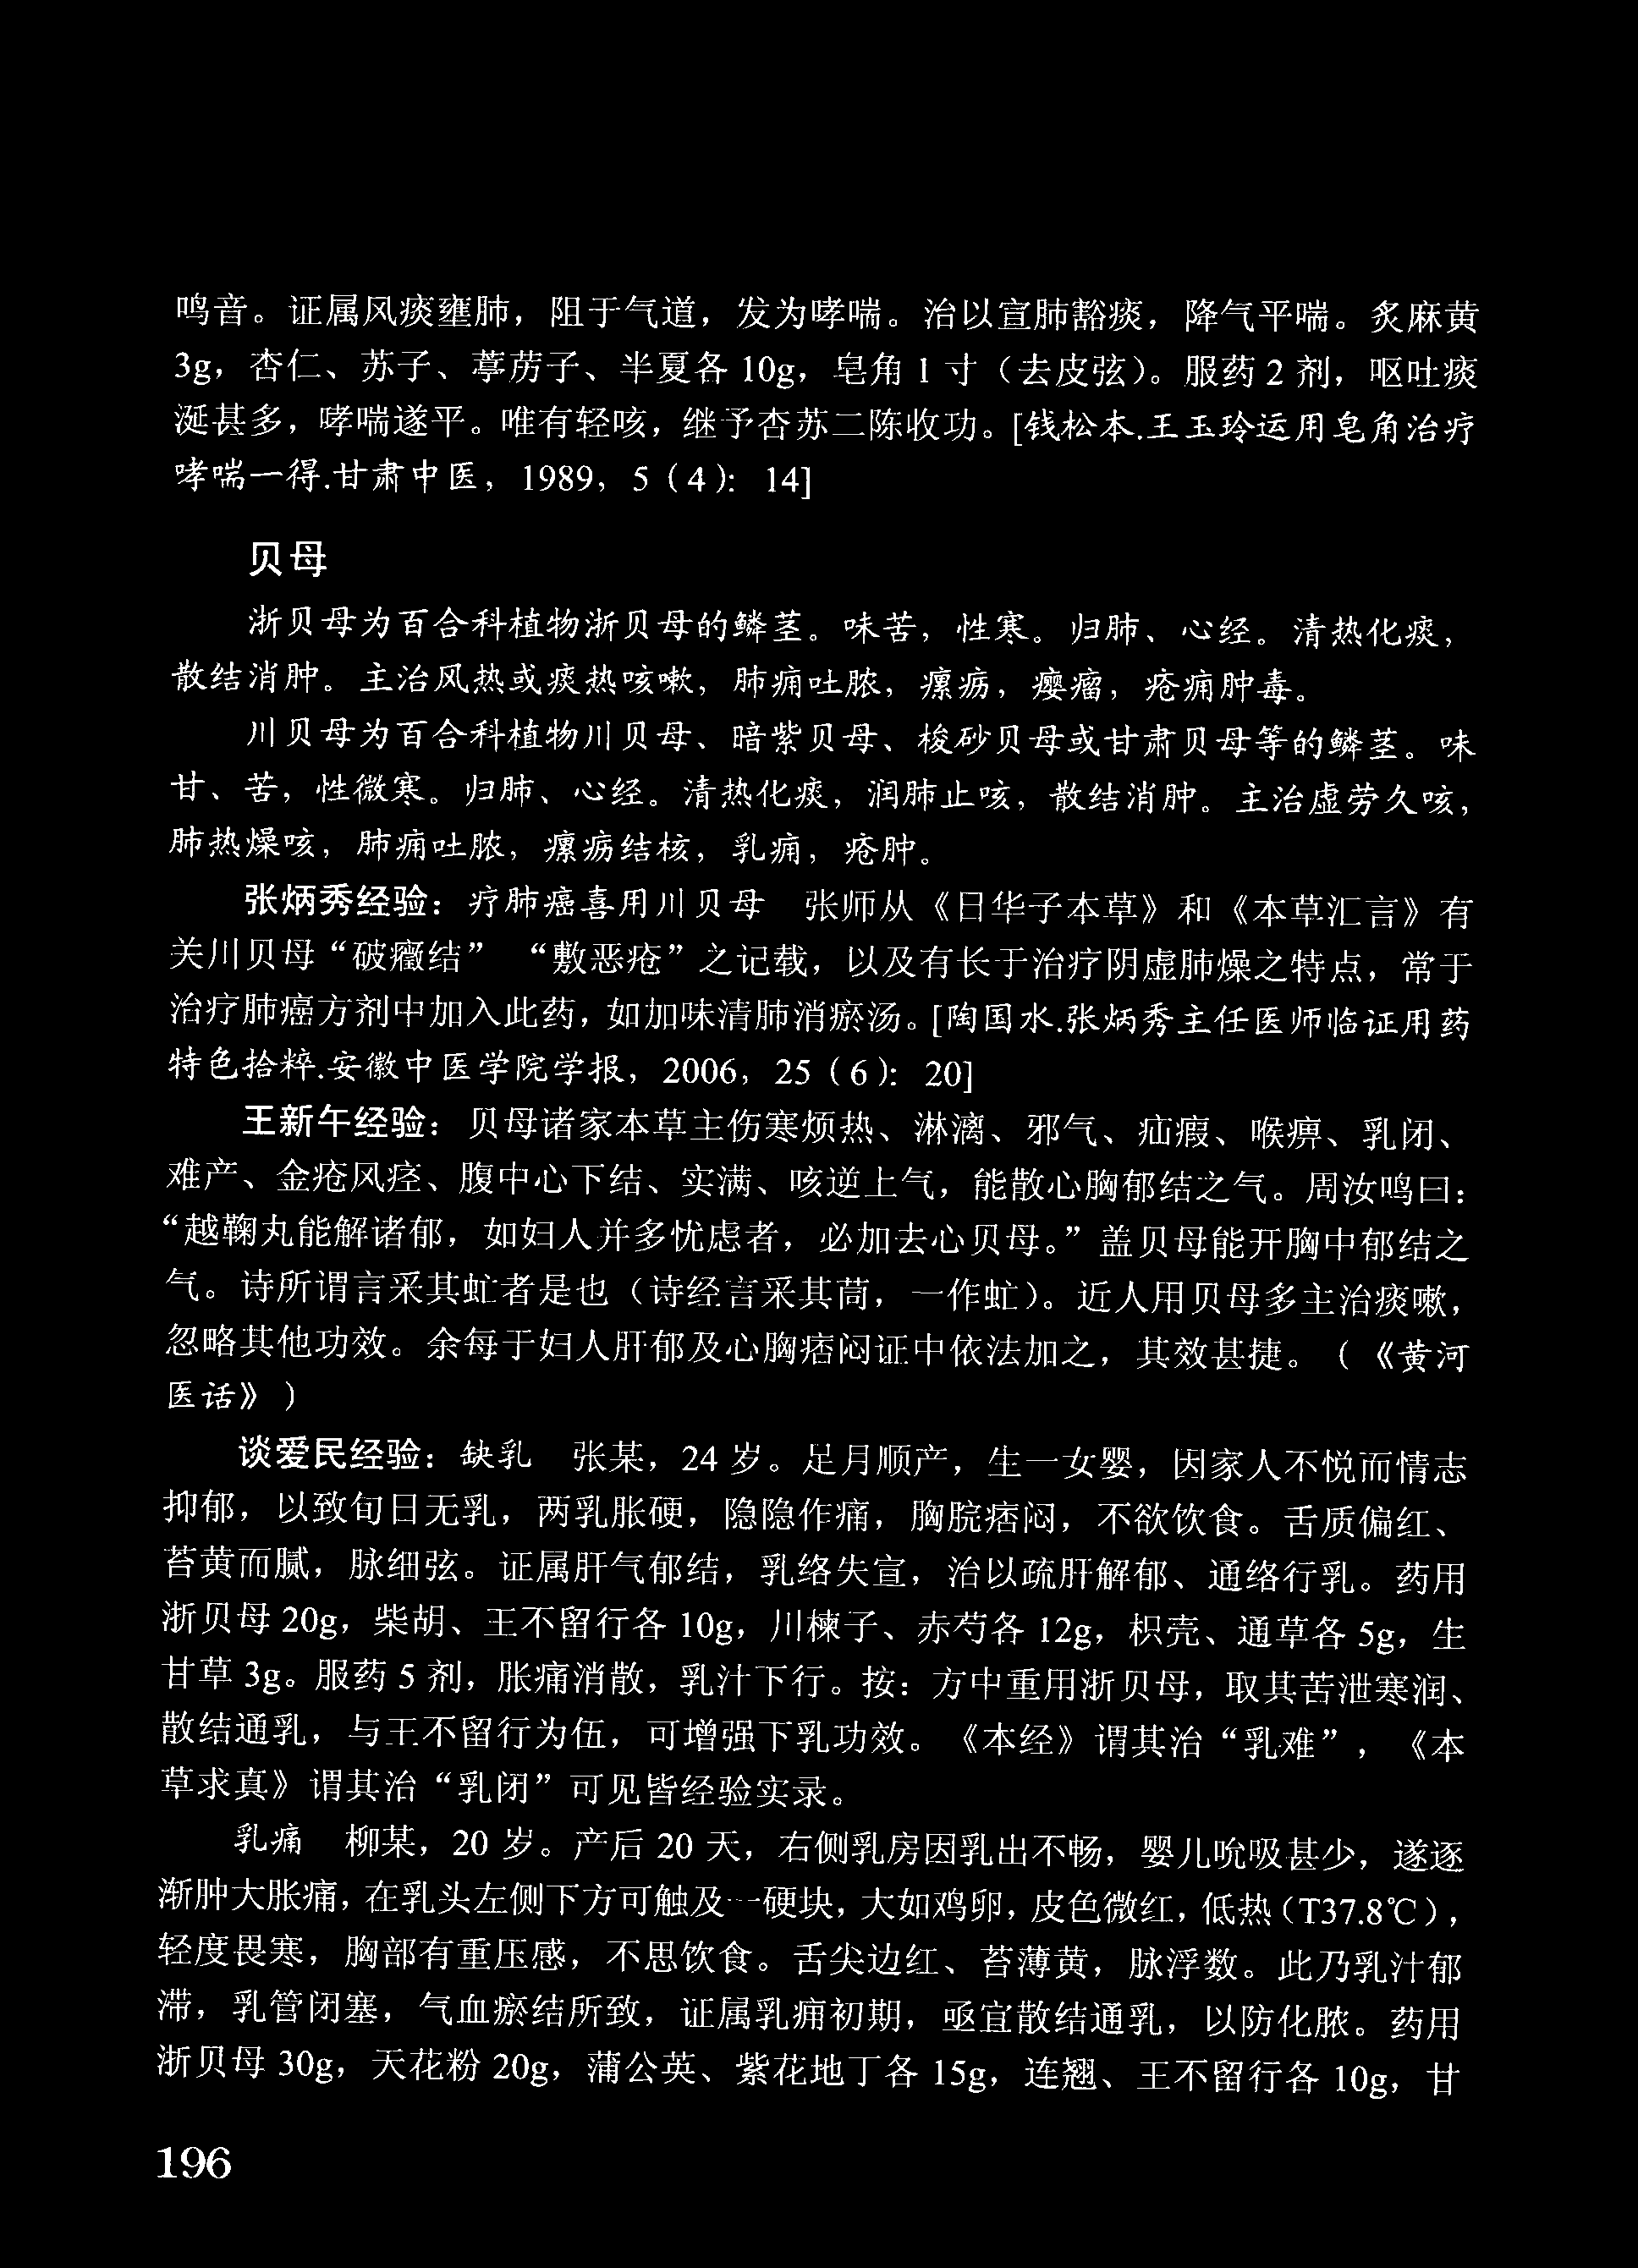 鸣音。证属风痰壅肺，阻于气道，发为哮喘。治以宣肺豁痰，降气平喘。炙麻黄
3g，杏仁、苏子、葶苈子、半夏各 10g，皂角 1 寸（去皮弦）。服药 2 剂，呕吐痰
涎甚多，哮喘遂平。唯有轻咳，继予杏苏二陈收功。[钱松本.王玉玲运用皂角治疗
哮喘一得.甘肃中医，1989，5（4）：14]
贝母
浙贝母为百合科植物浙贝母的鳞茎。味苦，性寒。归肺、心经。清热化痰，
散结消肿。主治风热或痰热咳嗽，肺痈吐脓，瘰疬，瘿瘤，疮痈肿毒。
川贝母为百合科植物川贝母、暗紫贝母、梭砂贝母或甘肃贝母等的鳞茎。味
甘、苦，性微寒。归肺、心经。清热化痰，润肺止咳，散结消肿。主治虚劳久咳，
肺热燥咳，肺痈吐脓，瘰疬结核，乳痈，疮肿。
张炳秀经验：疗肺癌喜用川贝母　张师从《日华子本草》和《本草汇言》有
关川贝母“破癥结”　“敷恶疮”之记载，以及有长于治疗阴虚肺燥之特点，常于
治疗肺癌方剂中加入此药，如加味清肺消瘀汤。[陶国水.张炳秀主任医师临证用药
特色拾粹.安徽中医学院学报，2006，25（6）：20]
王新午经验：贝母诸家本草主伤寒烦热、淋漓、邪气、疝瘕、喉痹、乳闭、
难产、金疮风痉、腹中心下结、实满、咳逆上气，能散心胸郁结之气。周汝鸣曰：
“越鞠丸能解诸郁，如妇人并多忧虑者，必加去心贝母。”盖贝母能开胸中郁结之
气。诗所谓言采其虻者是也（诗经言采其莔，一作虻）。近人用贝母多主治痰嗽，
忽略其他功效。余每于妇人肝郁及心胸痞闷证中依法加之，其效甚捷。（《黄河
医话》）
谈爱民经验：缺乳　张某，24 岁。足月顺产，生一女婴，因家人不悦而情志
抑郁，以致旬日无乳，两乳胀硬，隐隐作痛，胸脘痞闷，不欲饮食。舌质偏红、
苔黄而腻，脉细弦。证属肝气郁结，乳络失宣，治以疏肝解郁、通络行乳。药用
浙贝母 20g，柴胡、王不留行各 10g，川楝子、赤芍各 12g，枳壳、通草各 5g，生
甘草 3g。服药 5 剂，胀痛消散，乳汁下行。按：方中重用浙贝母，取其苦泄寒润、
散结通乳，与王不留行为伍，可增强下乳功效。《本经》谓其治“乳难”，《本
草求真》谓其治“乳闭”可见皆经验实录。
乳痈　柳某，20 岁。产后 20 天，右侧乳房因乳出不畅，婴儿吮吸甚少，遂逐
渐肿大胀痛，在乳头左侧下方可触及一硬块，大如鸡卵，皮色微红，低热（T37.8℃），
轻度畏寒，胸部有重压感，不思饮食。舌尖边红、苔薄黄，脉浮数。此乃乳汁郁
滞，乳管闭塞，气血瘀结所致，证属乳痈初期，亟宜散结通乳，以防化脓。药用
浙贝母 30g，天花粉 20g，蒲公英、紫花地丁各 15g，连翘、王不留行各 10g，甘
196